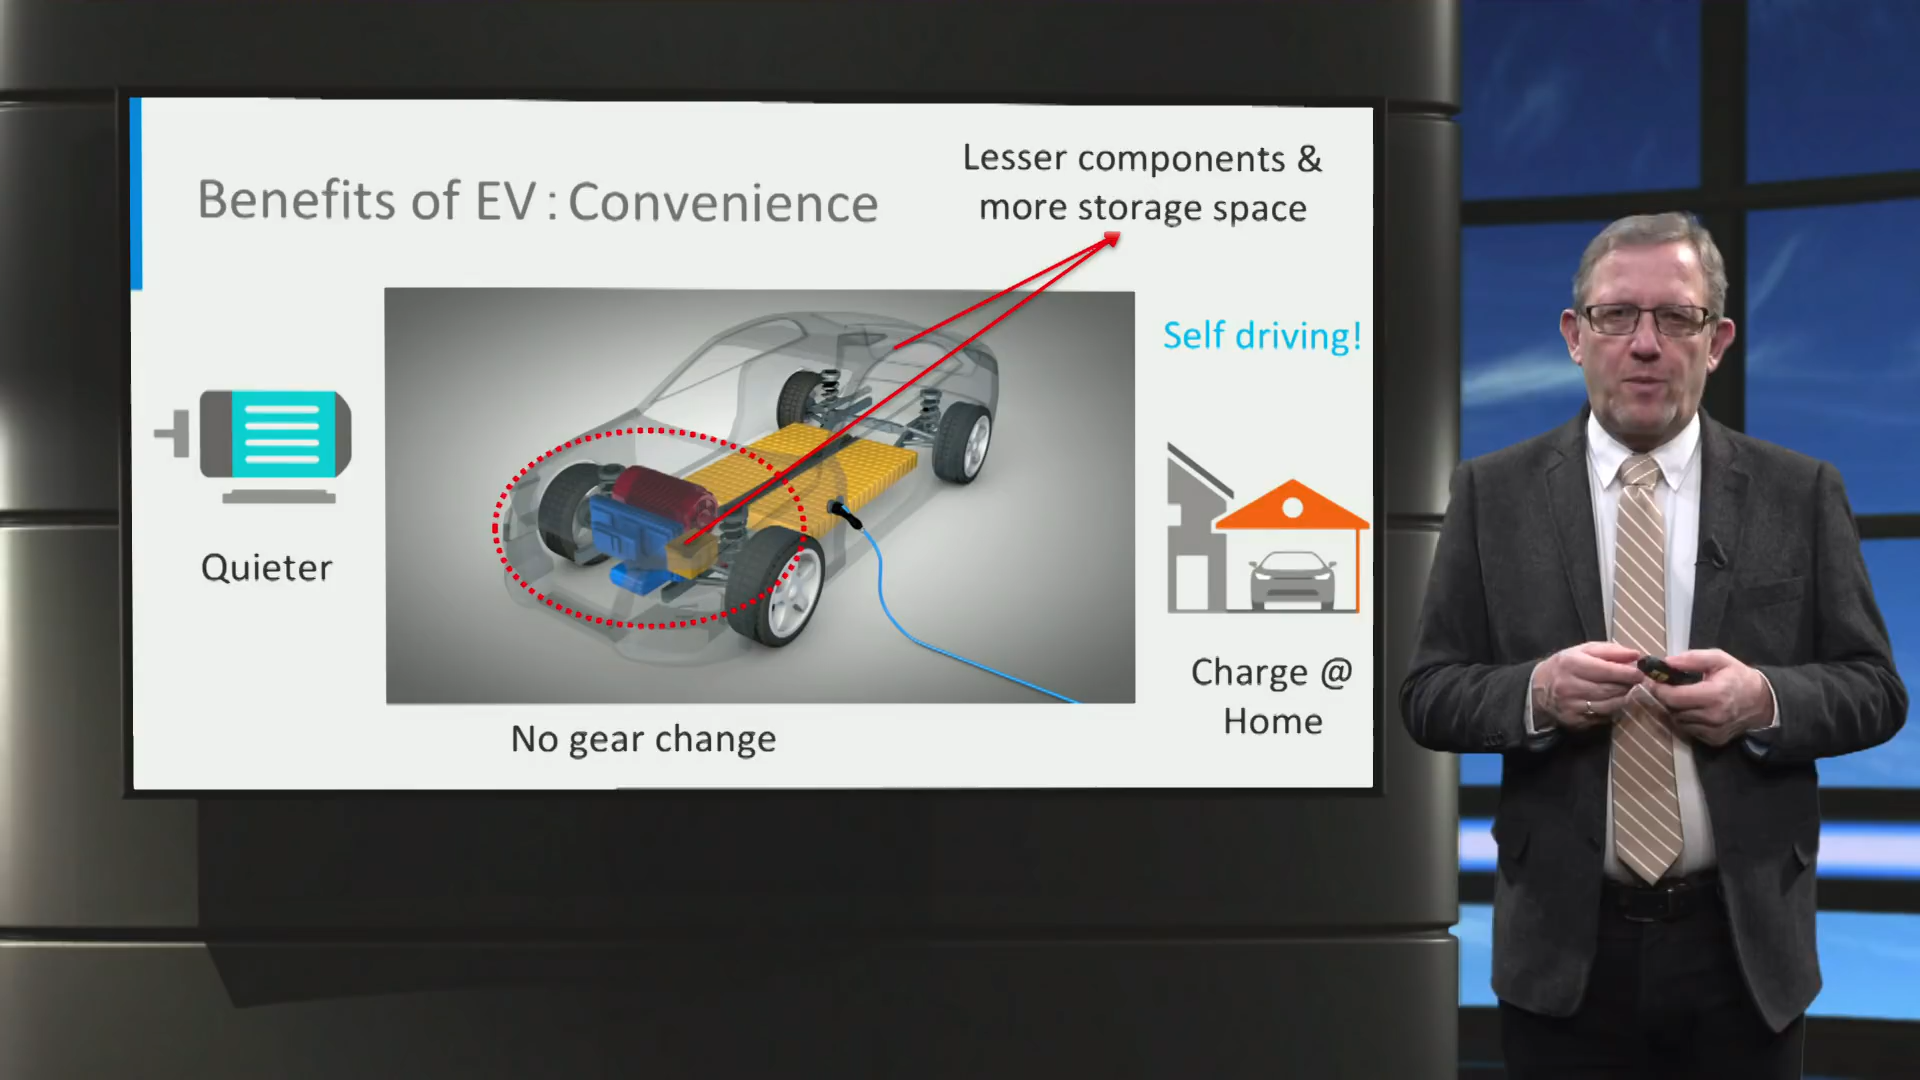 Benefits of EV : Convenience
Lesser components &
more storage space
Self driving!
Quieter
Charge @
Home
No gear change